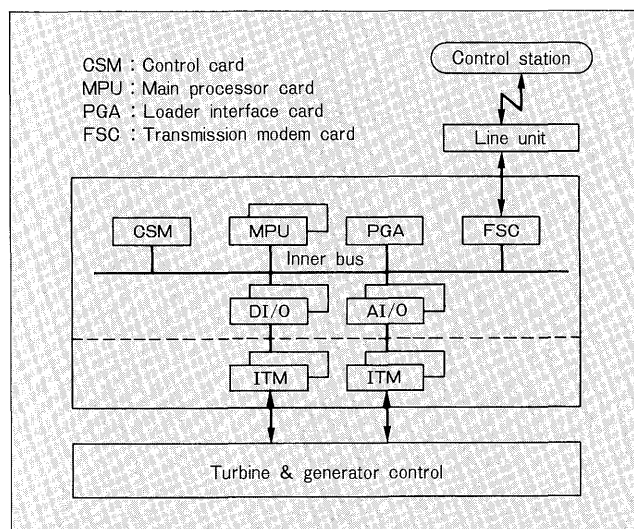 CSM : Control card
MPU : Main processor card
PGA : Loader interface card
FSC : Transmission modem card
Control station
Line unit
CSM
MPU
PGA
FSC
Inner bus
DI/O
AI/O
ITM
ITM
Turbine & generator control